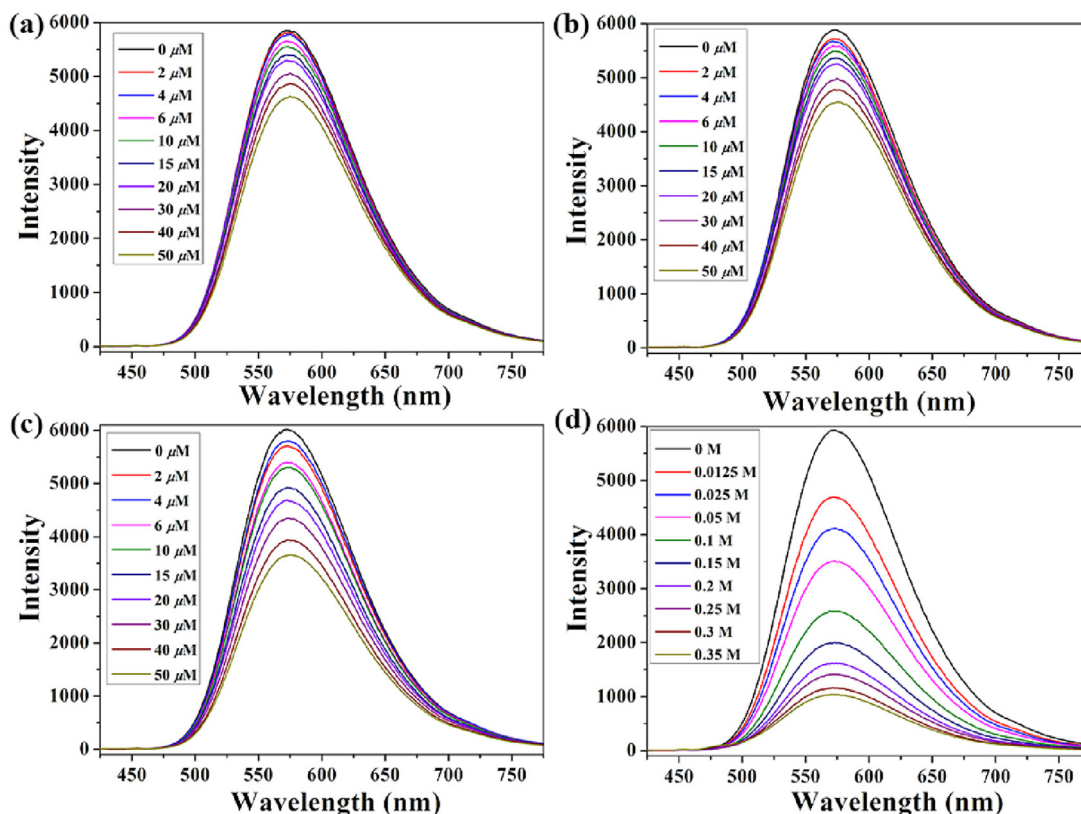 (a)
6000
5000
4000
3000
2000
1000
0
Intensity
0 μM
2 μM
4 μM
6 μM
10 μM
15 μM
20 μM
30 μM
40 μM
50 μM
425 450 500 550 600 650 700 750
Wavelength (nm)
(b)
6000
5000
4000
3000
2000
1000
0
Intensity
0 μM
2 μM
4 μM
6 μM
10 μM
15 μM
20 μM
30 μM
40 μM
50 μM
450 500 550 600 650 700 750
Wavelength (nm)
(c)
6000
5000
4000
3000
2000
1000
0
Intensity
0 μM
2 μM
4 μM
6 μM
10 μM
15 μM
20 μM
30 μM
40 μM
50 μM
450 500 550 600 650 700 750
Wavelength (nm)
(d)
6000
5000
4000
3000
2000
1000
0
Intensity
0 M
0.0125 M
0.025 M
0.05 M
0.1 M
0.15 M
0.2 M
0.25 M
0.3 M
0.35 M
450 500 550 600 650 700 750
Wavelength (nm)